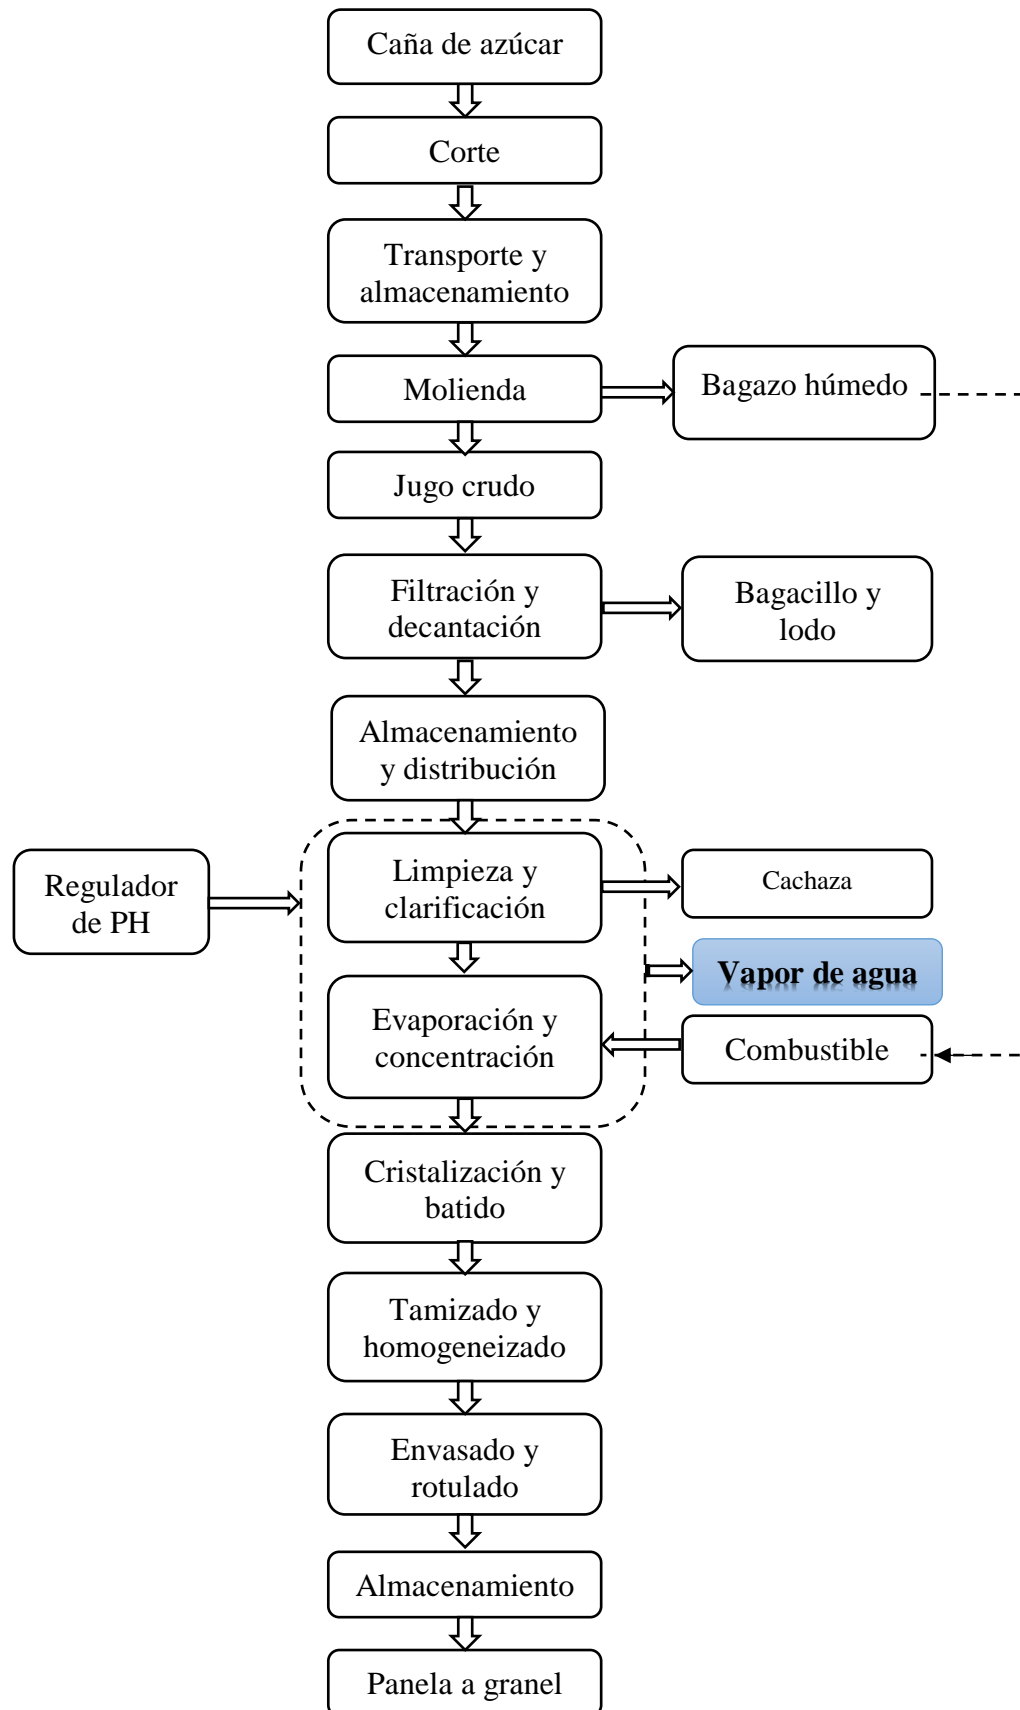 Caña de azúcar
Corte
Transporte y
almacenamiento
Molienda
Bagazo húmedo
Jugo crudo
Filtración y
decantación
Bagacillo y
lodo
Almacenamiento
y distribución
Regulador
de PH
Limpieza y
clarificación
Cachaza
Vapor de agua
Evaporación y
concentración
Combustible
Cristalización y
batido
Tamizado y
homogeneizado
Envasado y
rotulado
Almacenamiento
Panela a granel